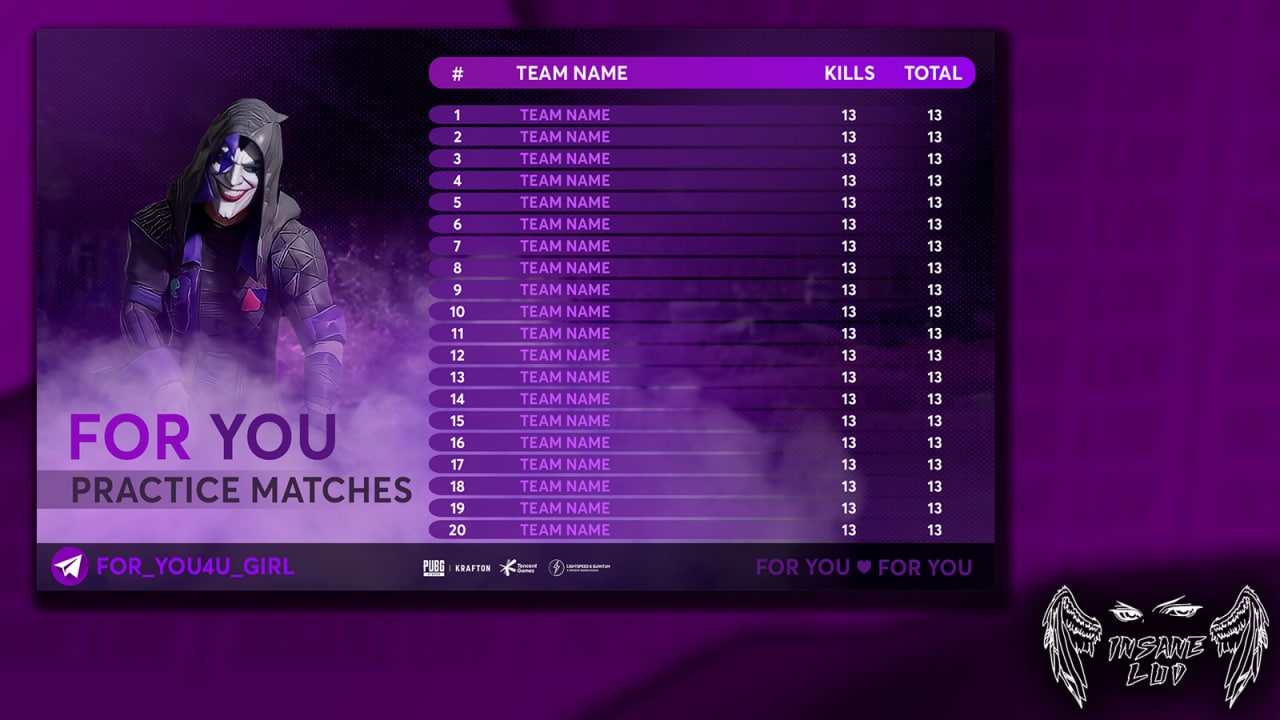 # TEAM NAME KILLS TOTAL
1 TEAM NAME 13 13
2 TEAM NAME 13 13
3 TEAM NAME 13 13
4 TEAM NAME 13 13
5 TEAM NAME 13 13
6 TEAM NAME 13 13
7 TEAM NAME 13 13
8 TEAM NAME 13 13
9 TEAM NAME 13 13
10 TEAM NAME 13 13
11 TEAM NAME 13 13
12 TEAM NAME 13 13
13 TEAM NAME 13 13
14 TEAM NAME 13 13
15 TEAM NAME 13 13
16 TEAM NAME 13 13
17 TEAM NAME 13 13
18 TEAM NAME 13 13
19 TEAM NAME 13 13
20 TEAM NAME 13 13
FOR YOU
PRACTICE MATCHES
FOR_YOU4U_GIRL
PUBG
KRAFTON
Tencent
Games
LIGHTSPEED & QUANTUM
FOR YOU ♥ FOR YOU
INSANE
LUV